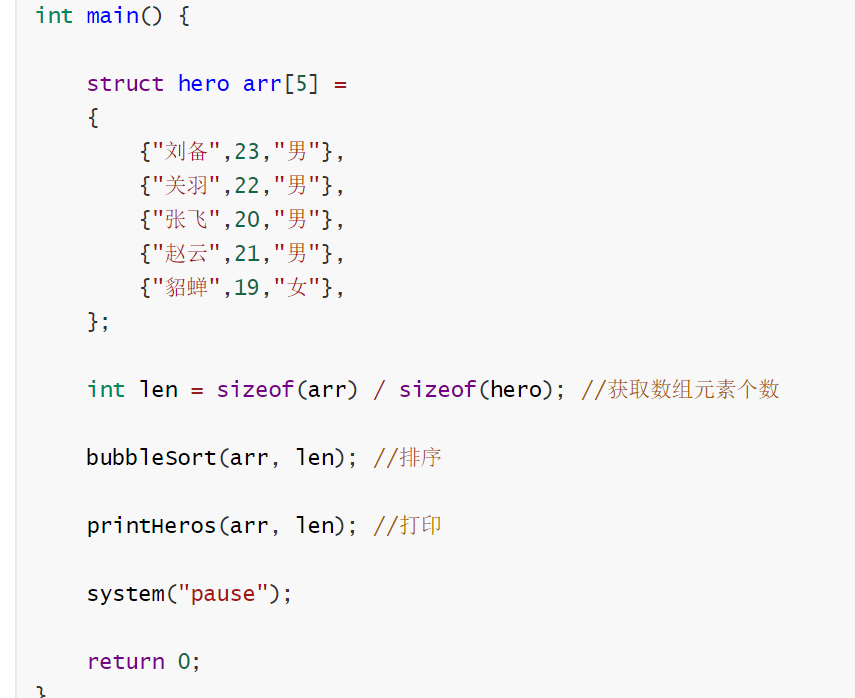 int main() {
struct hero arr[5] =
{
{"刘备",23,"男"},
{"关羽",22,"男"},
{"张飞",20,"男"},
{"赵云",21,"男"},
{"貂蝉",19,"女"},
};
int len = sizeof(arr) / sizeof(hero); //获取数组元素个数
bubbleSort(arr, len); //排序
printHeros(arr, len); //打印
system("pause");
return 0;
}